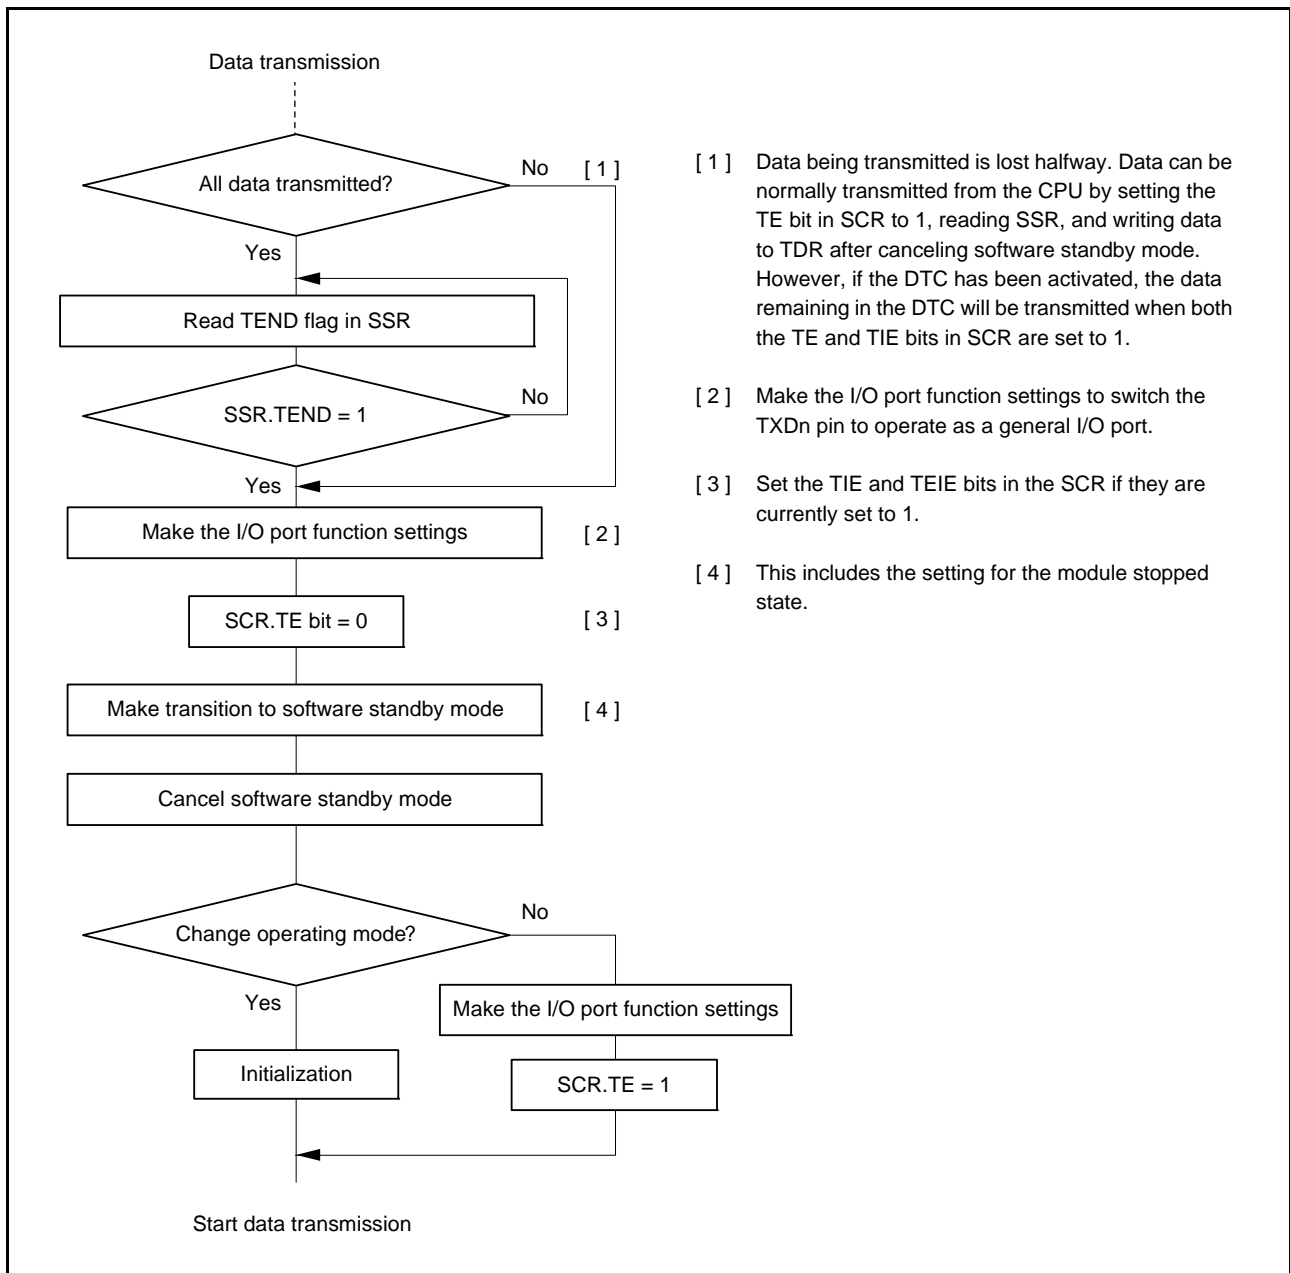 Data transmission
All data transmitted?
No
[ 1 ]
Yes
Read TEND flag in SSR
SSR.TEND = 1
No
Yes
Make the I/O port function settings
[ 2 ]
SCR.TE bit = 0
[ 3 ]
Make transition to software standby mode
[ 4 ]
Cancel software standby mode
Change operating mode?
No
Yes
Make the I/O port function settings
Initialization
SCR.TE = 1
Start data transmission
[ 1 ] Data being transmitted is lost halfway. Data can be
normally transmitted from the CPU by setting the
TE bit in SCR to 1, reading SSR, and writing data
to TDR after canceling software standby mode.
However, if the DTC has been activated, the data
remaining in the DTC will be transmitted when both
the TE and TIE bits in SCR are set to 1.
[ 2 ] Make the I/O port function settings to switch the
TXDn pin to operate as a general I/O port.
[ 3 ] Set the TIE and TEIE bits in the SCR if they are
currently set to 1.
[ 4 ] This includes the setting for the module stopped
state.